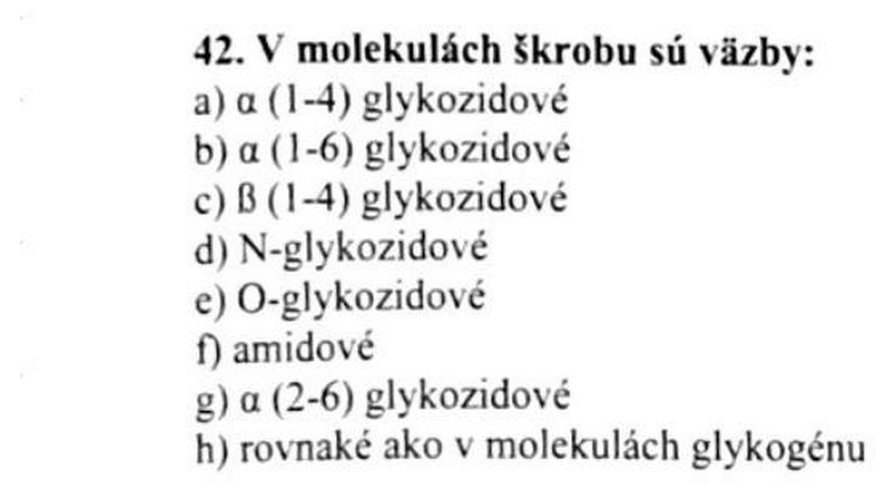 42. V molekulách škrobu sú väzby:
a) α (1-4) glykozidové
b) α (1-6) glykozidové
c) ß (1-4) glykozidové
d) N-glykozidové
e) O-glykozidové
f) amidové
g) α (2-6) glykozidové
h) rovnaké ako v molekulách glykogénu